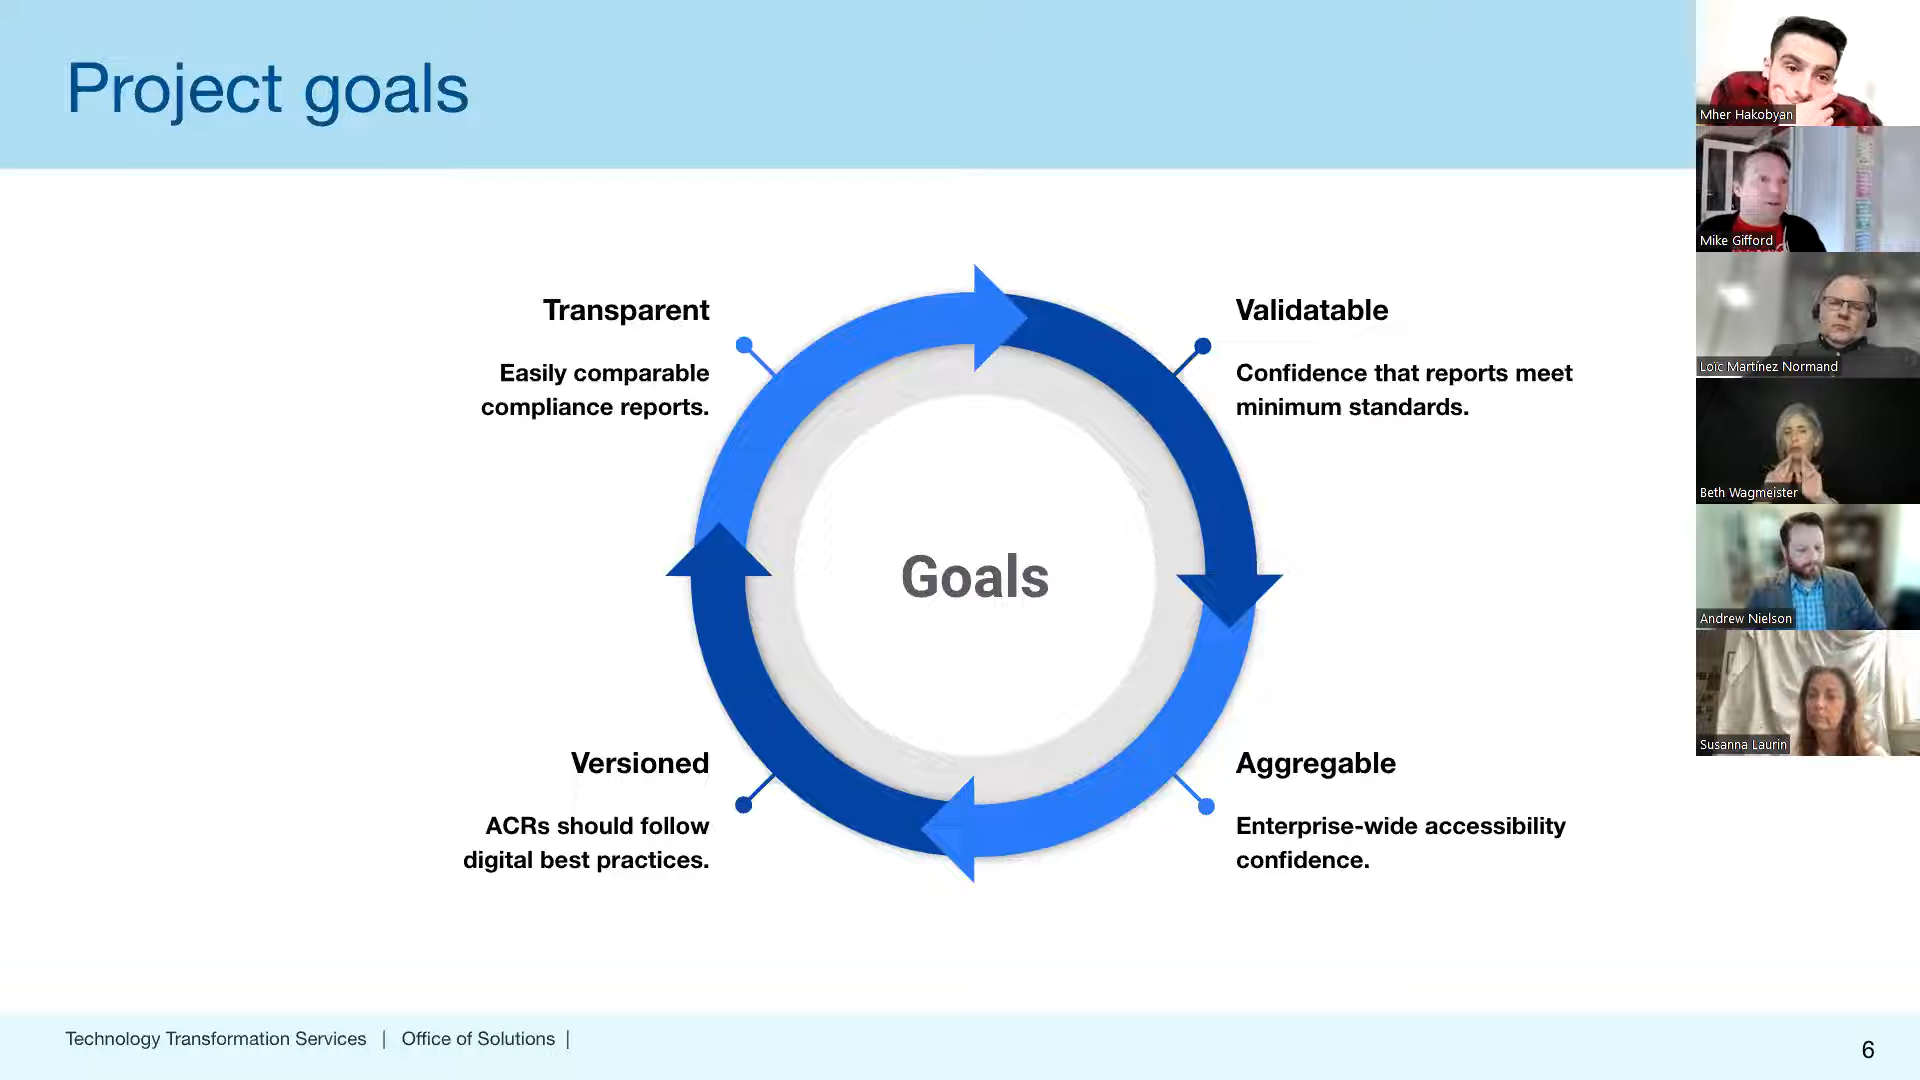 Project goals
Transparent
Easily comparable
compliance reports.
Validatable
Confidence that reports meet
minimum standards.
Goals
Versioned
ACRs should follow
digital best practices.
Aggregable
Enterprise-wide accessibility
confidence.
Technology Transformation Services | Office of Solutions |
6
Mher Hakobyan
Mike Gifford
Loïc Martínez Normand
Beth Wagmeister
Andrew Nielson
Susanna Laurin